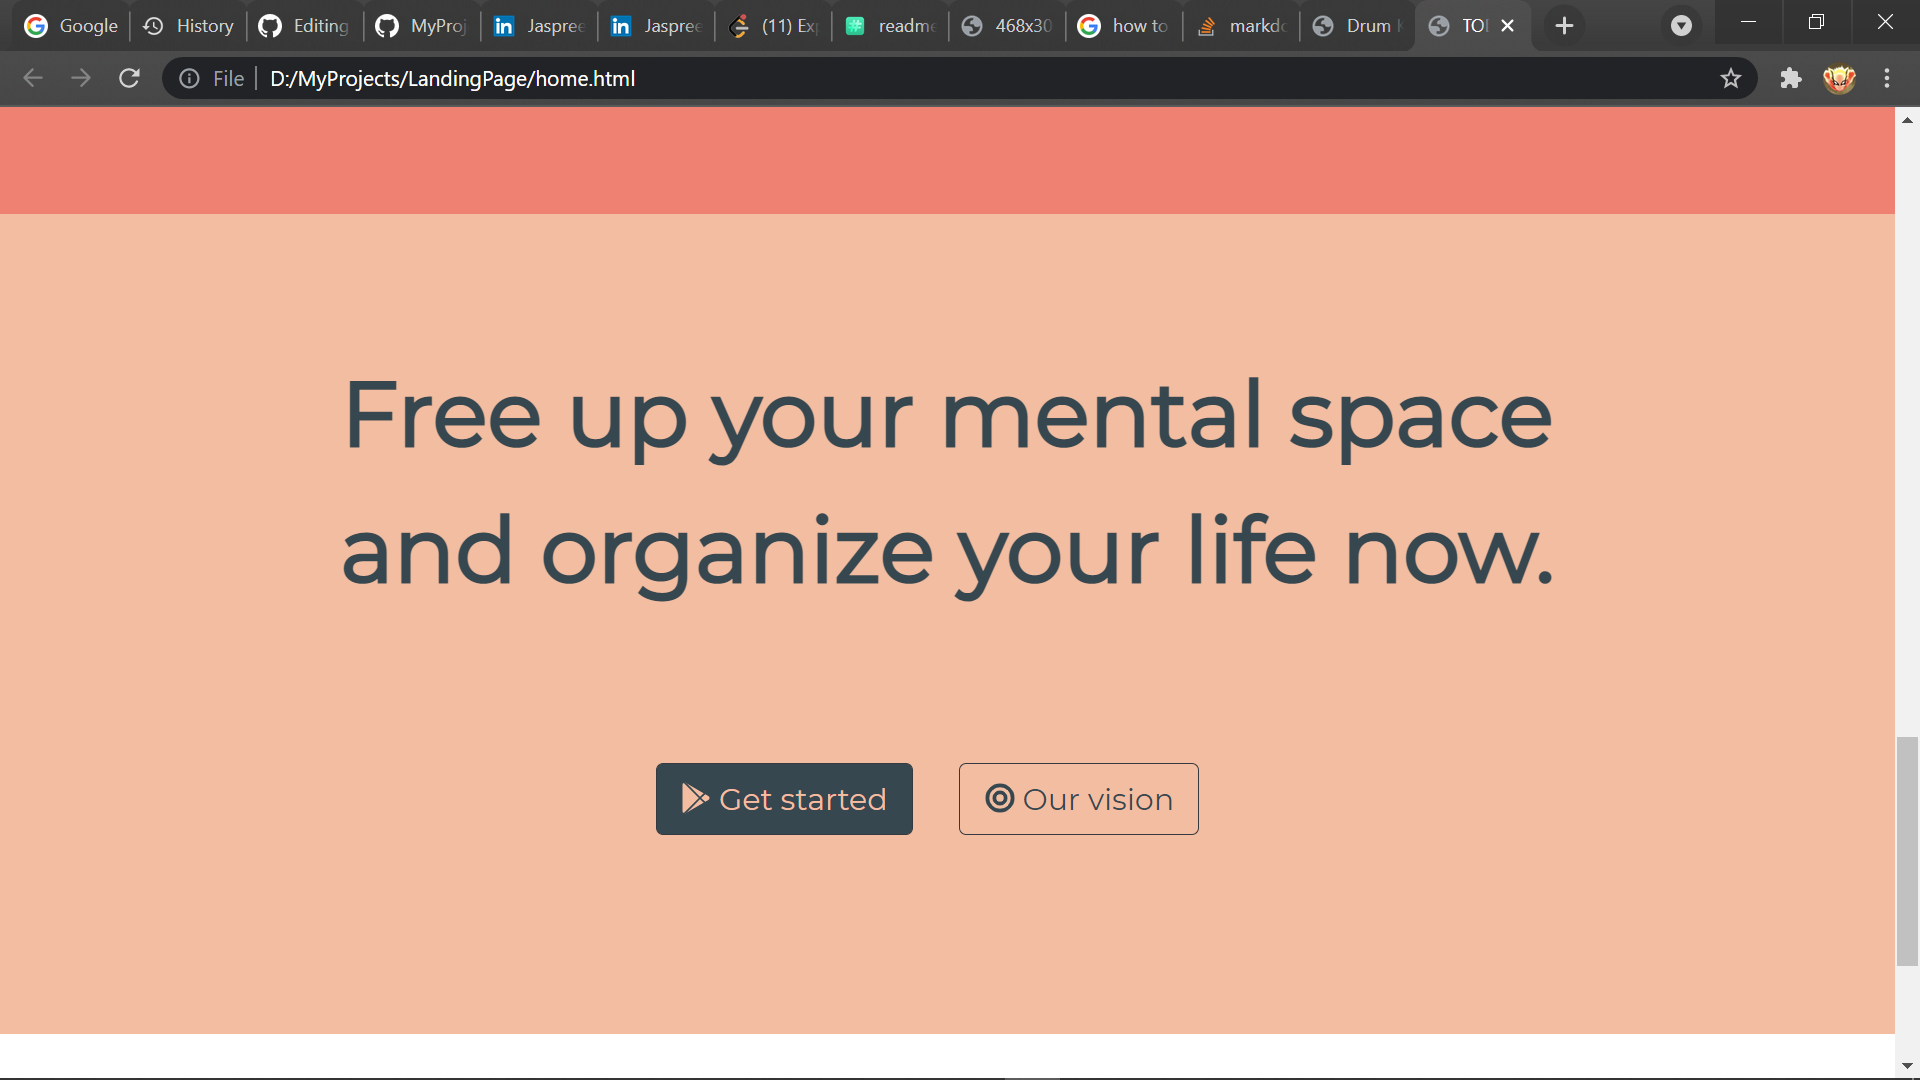 Google
History
Editing
MyProj
Jaspree
Jaspree
(11) Ex
readme
468x30
how to
markdo
Drum
TO
File
D:/MyProjects/LandingPage/home.html
Free up your mental space
and organize your life now.
Get started
Our vision